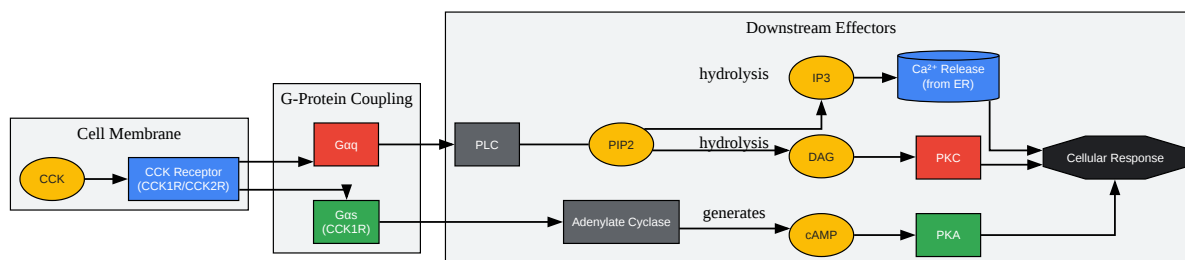 Downstream Effectors
hydrolysis
IP3
Ca²⁺ Release
(from ER)
G-Protein Coupling
Cell Membrane
Gαq
PLC
PIP2
hydrolysis
DAG
PKC
Cellular Response
CCK
CCK Receptor
(CCK1R/CCK2R)
Gαs
(CCK1R)
Adenylate Cyclase
generates
cAMP
PKA